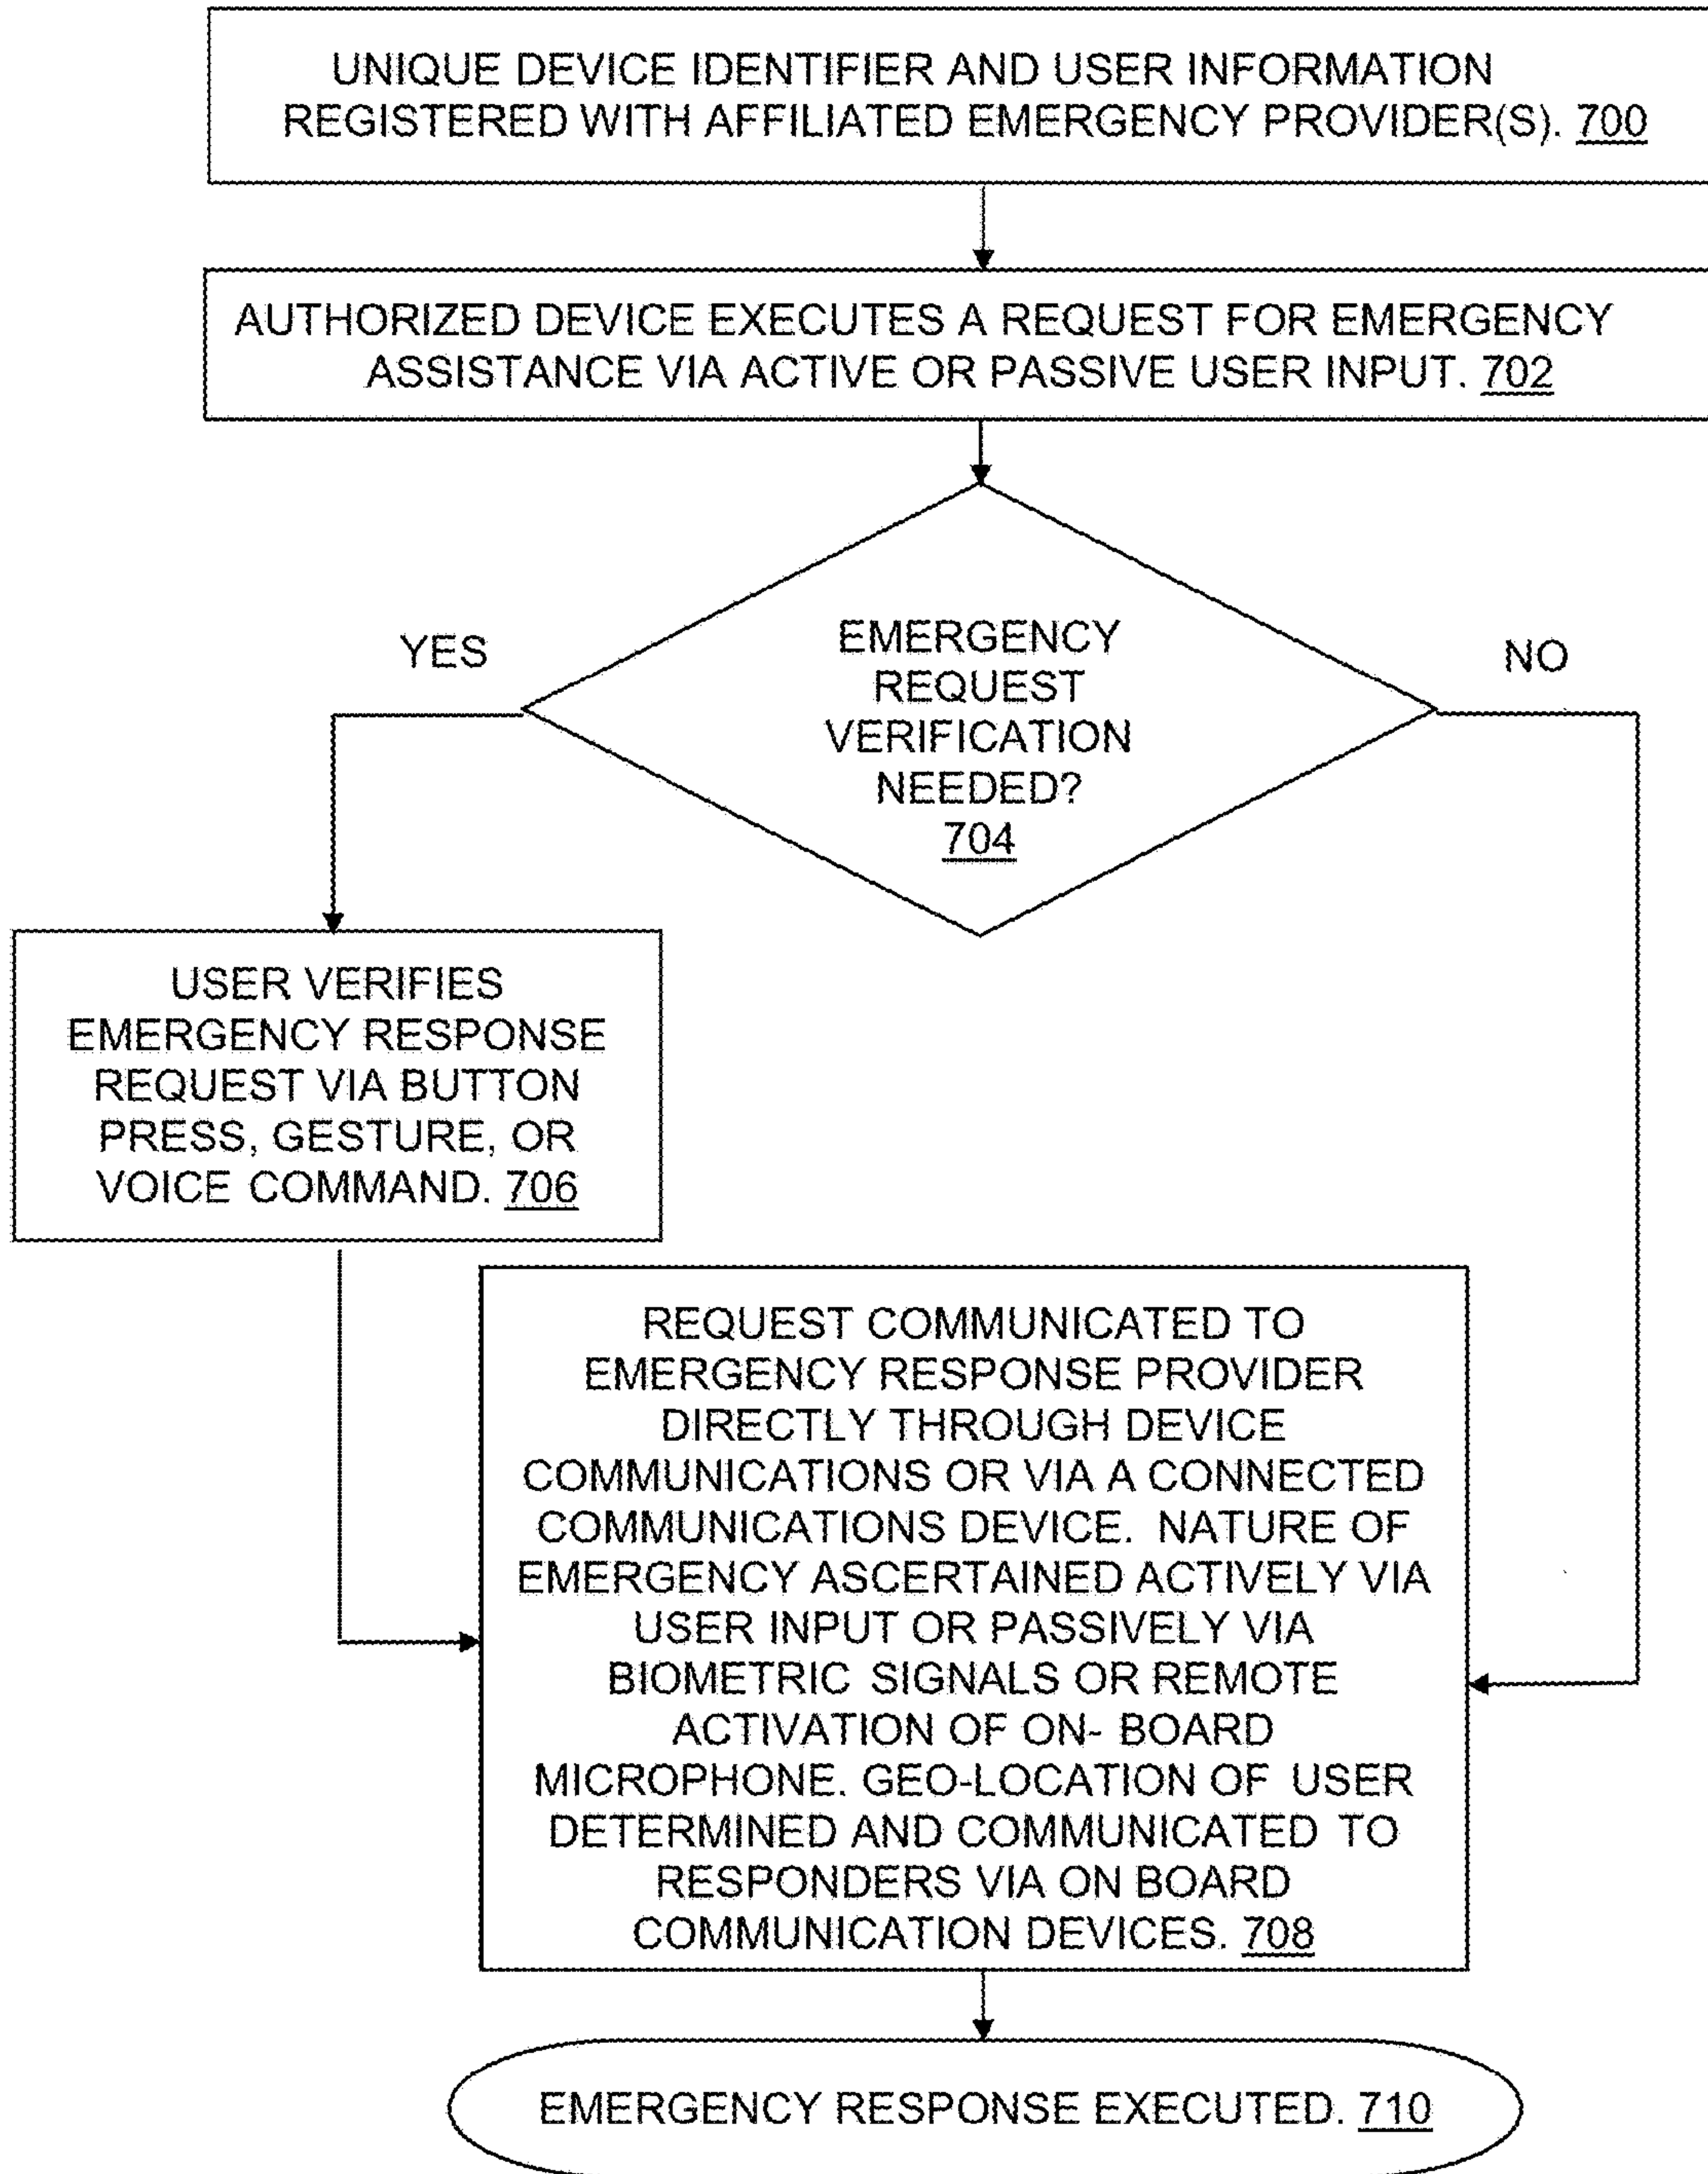 UNIQUE DEVICE IDENTIFIER AND USER INFORMATION
REGISTERED WITH AFFILIATED EMERGENCY PROVIDER(S). 700
AUTHORIZED DEVICE EXECUTES A REQUEST FOR EMERGENCY
ASSISTANCE VIA ACTIVE OR PASSIVE USER INPUT. 702
EMERGENCY
REQUEST
VERIFICATION
NEEDED?
704
YES
NO
USER VERIFIES
EMERGENCY RESPONSE
REQUEST VIA BUTTON
PRESS, GESTURE, OR
VOICE COMMAND. 706
REQUEST COMMUNICATED TO
EMERGENCY RESPONSE PROVIDER
DIRECTLY THROUGH DEVICE
COMMUNICATIONS OR VIA A CONNECTED
COMMUNICATIONS DEVICE. NATURE OF
EMERGENCY ASCERTAINED ACTIVELY VIA
USER INPUT OR PASSIVELY VIA
BIOMETRIC SIGNALS OR REMOTE
ACTIVATION OF ON- BOARD
MICROPHONE. GEO-LOCATION OF USER
DETERMINED AND COMMUNICATED TO
RESPONDERS VIA ON BOARD
COMMUNICATION DEVICES. 708
EMERGENCY RESPONSE EXECUTED. 710